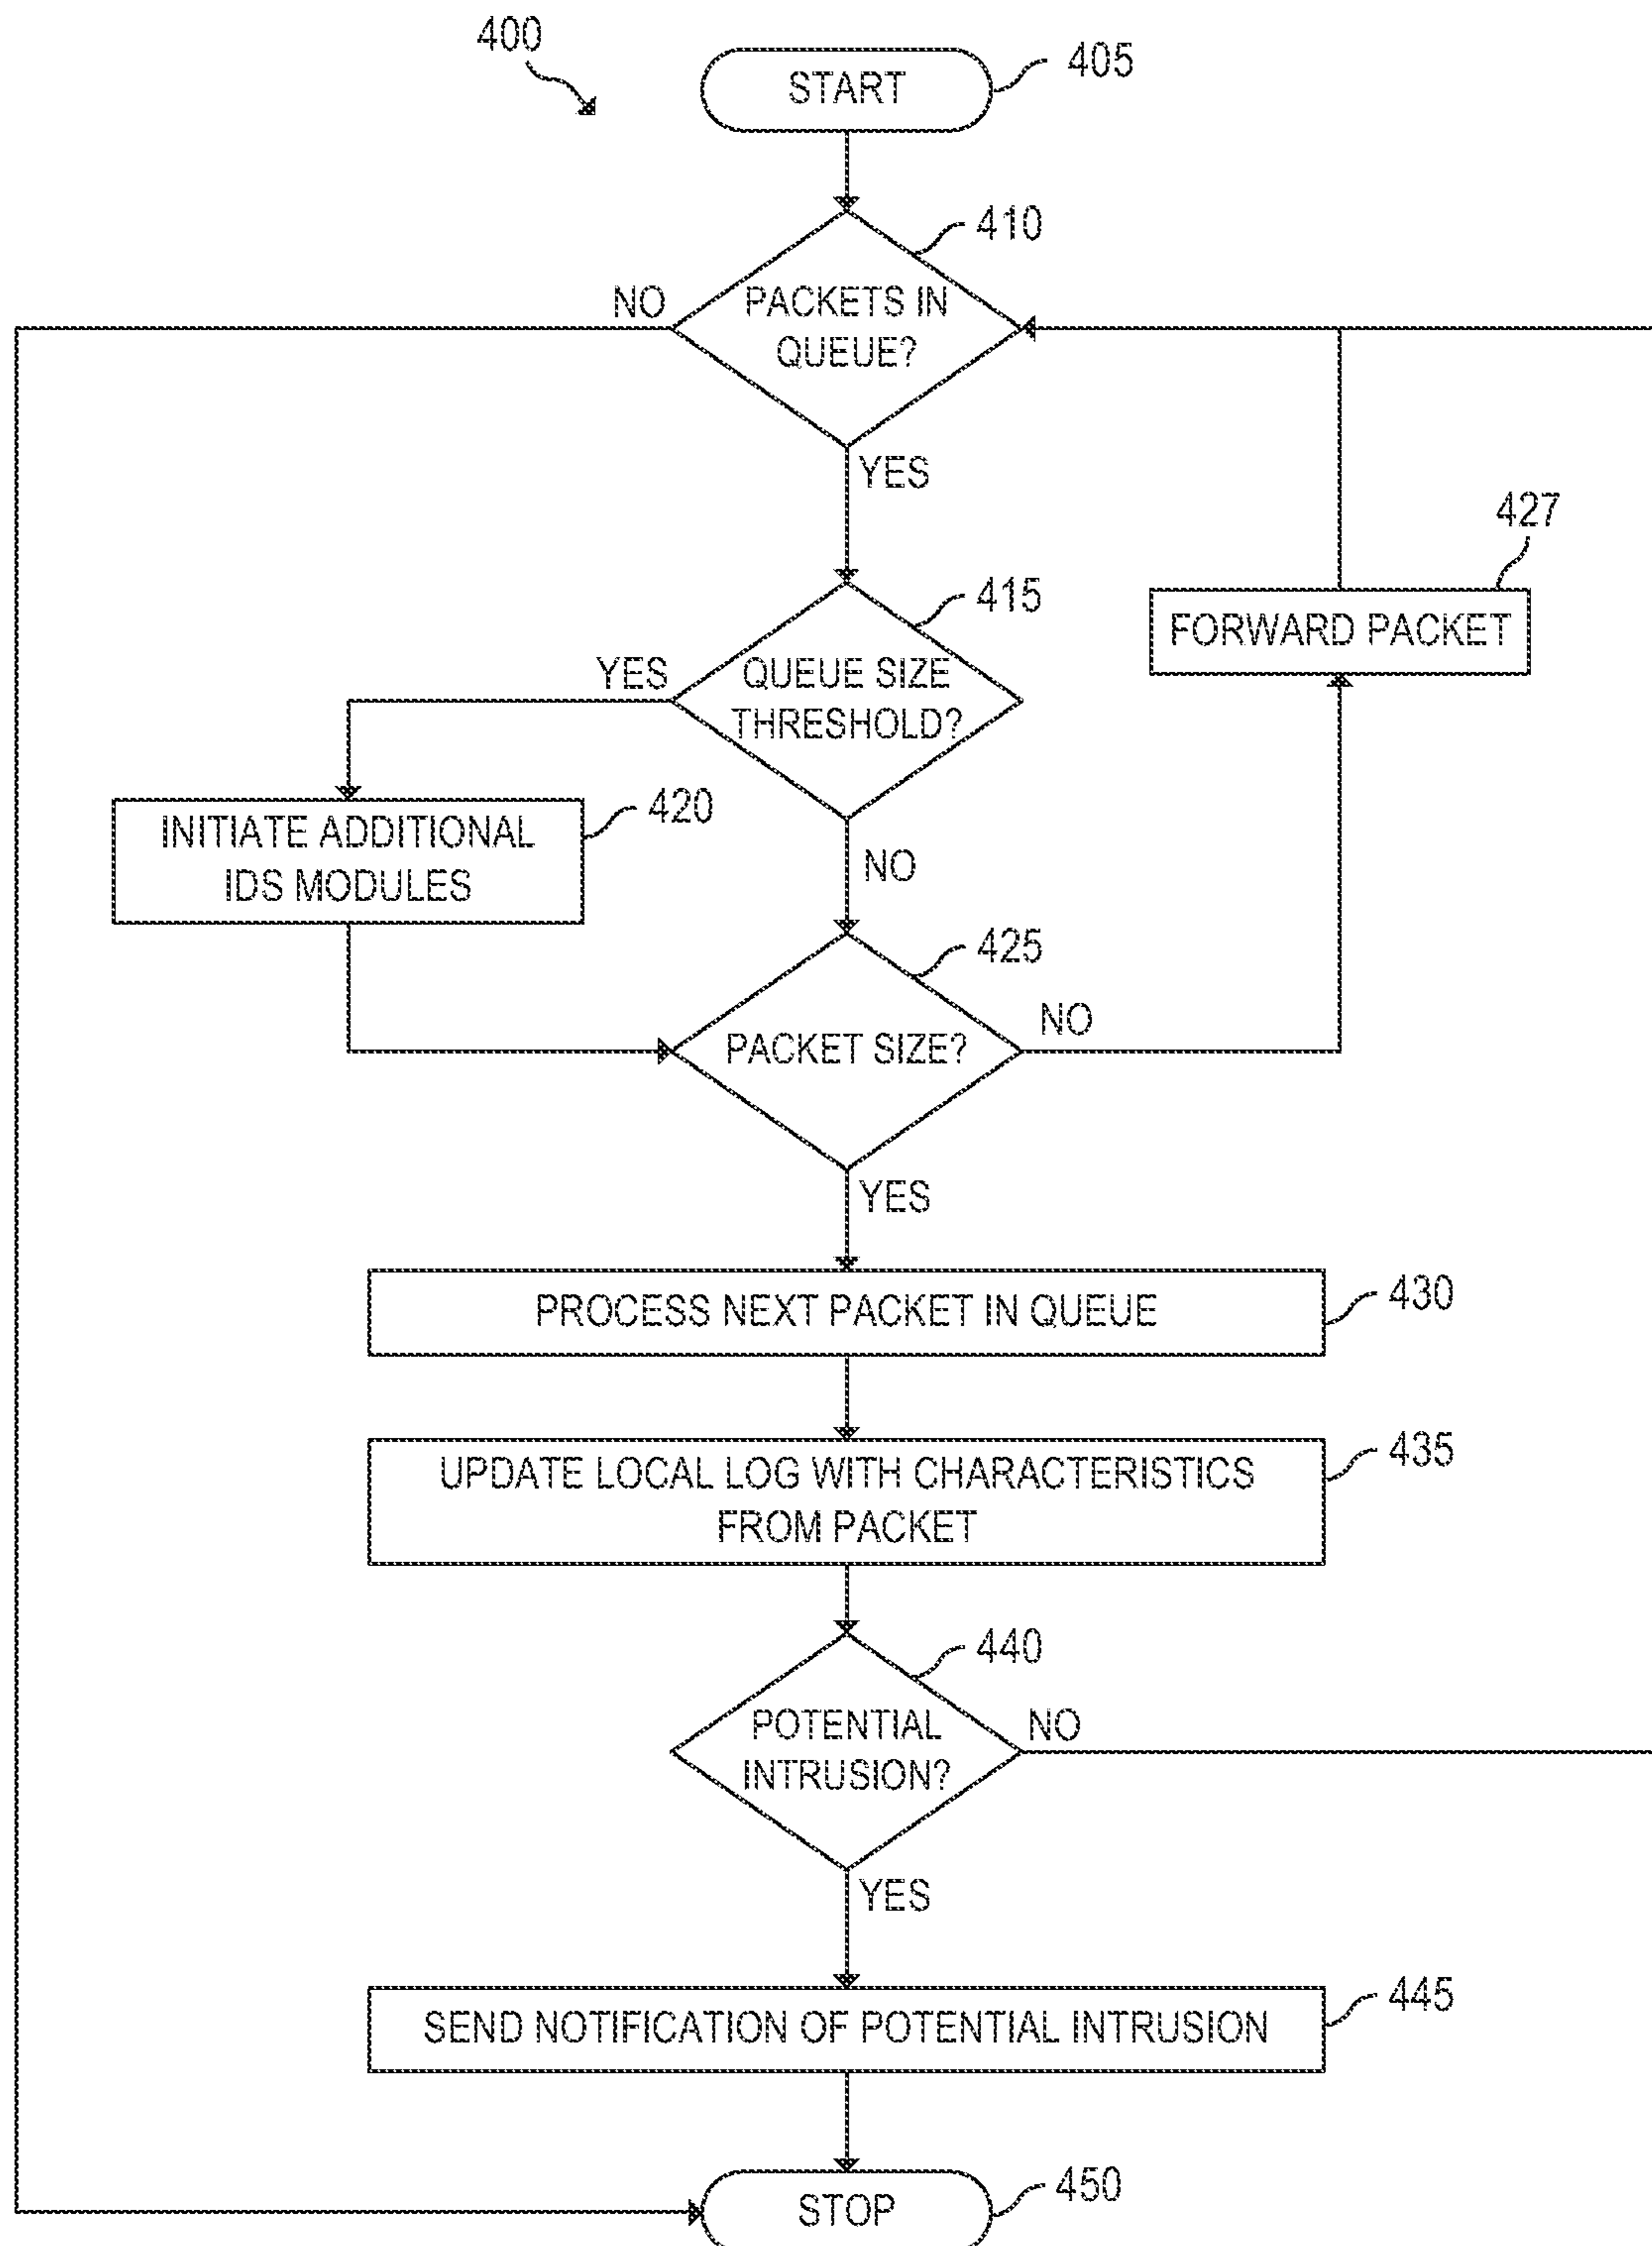 400
START
405
410
NO
PACKETS IN
QUEUE?
YES
427
415
FORWARD PACKET
YES
QUEUE SIZE
THRESHOLD?
420
INITIATE ADDITIONAL
IDS MODULES
NO
425
NO
PACKET SIZE?
YES
PROCESS NEXT PACKET IN QUEUE
430
UPDATE LOCAL LOG WITH CHARACTERISTICS
FROM PACKET
435
440
POTENTIAL
INTRUSION?
NO
YES
SEND NOTIFICATION OF POTENTIAL INTRUSION
445
STOP
450